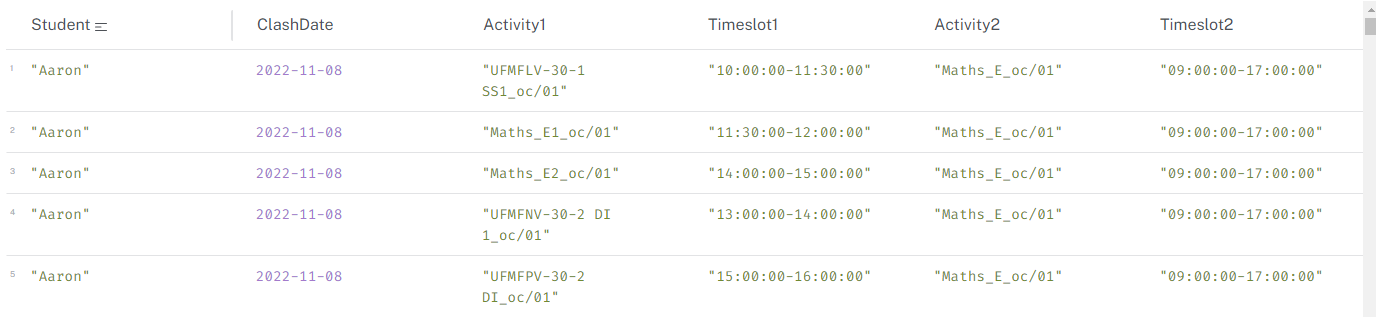 Student ClashDate Activity1 Timeslot1 Activity2 Timeslot2
1 "Aaron" 2022-11-08 "UFMFLV-30-1 "10:00:00-11:30:00" "Maths_E_oc/01" "09:00:00-17:00:00"
SS1_oc/01"
2 "Aaron" 2022-11-08 "Maths_E1_oc/01" "11:30:00-12:00:00" "Maths_E_oc/01" "09:00:00-17:00:00"
3 "Aaron" 2022-11-08 "Maths_E2_oc/01" "14:00:00-15:00:00" "Maths_E_oc/01" "09:00:00-17:00:00"
4 "Aaron" 2022-11-08 "UFMFNV-30-2 DI "13:00:00-14:00:00" "Maths_E_oc/01" "09:00:00-17:00:00"
1_oc/01"
5 "Aaron" 2022-11-08 "UFMFPV-30-2 "15:00:00-16:00:00" "Maths_E_oc/01" "09:00:00-17:00:00"
DI_oc/01"